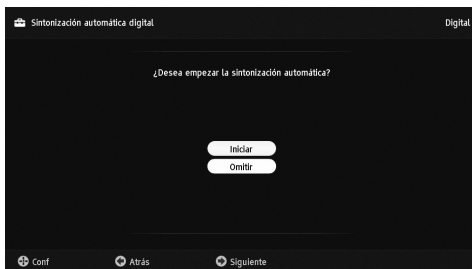 Sintonización automática digital
Digital
¿Desea empezar la sintonización automática?
Iniciar
Omitir
Conf
Atrás
Siguiente